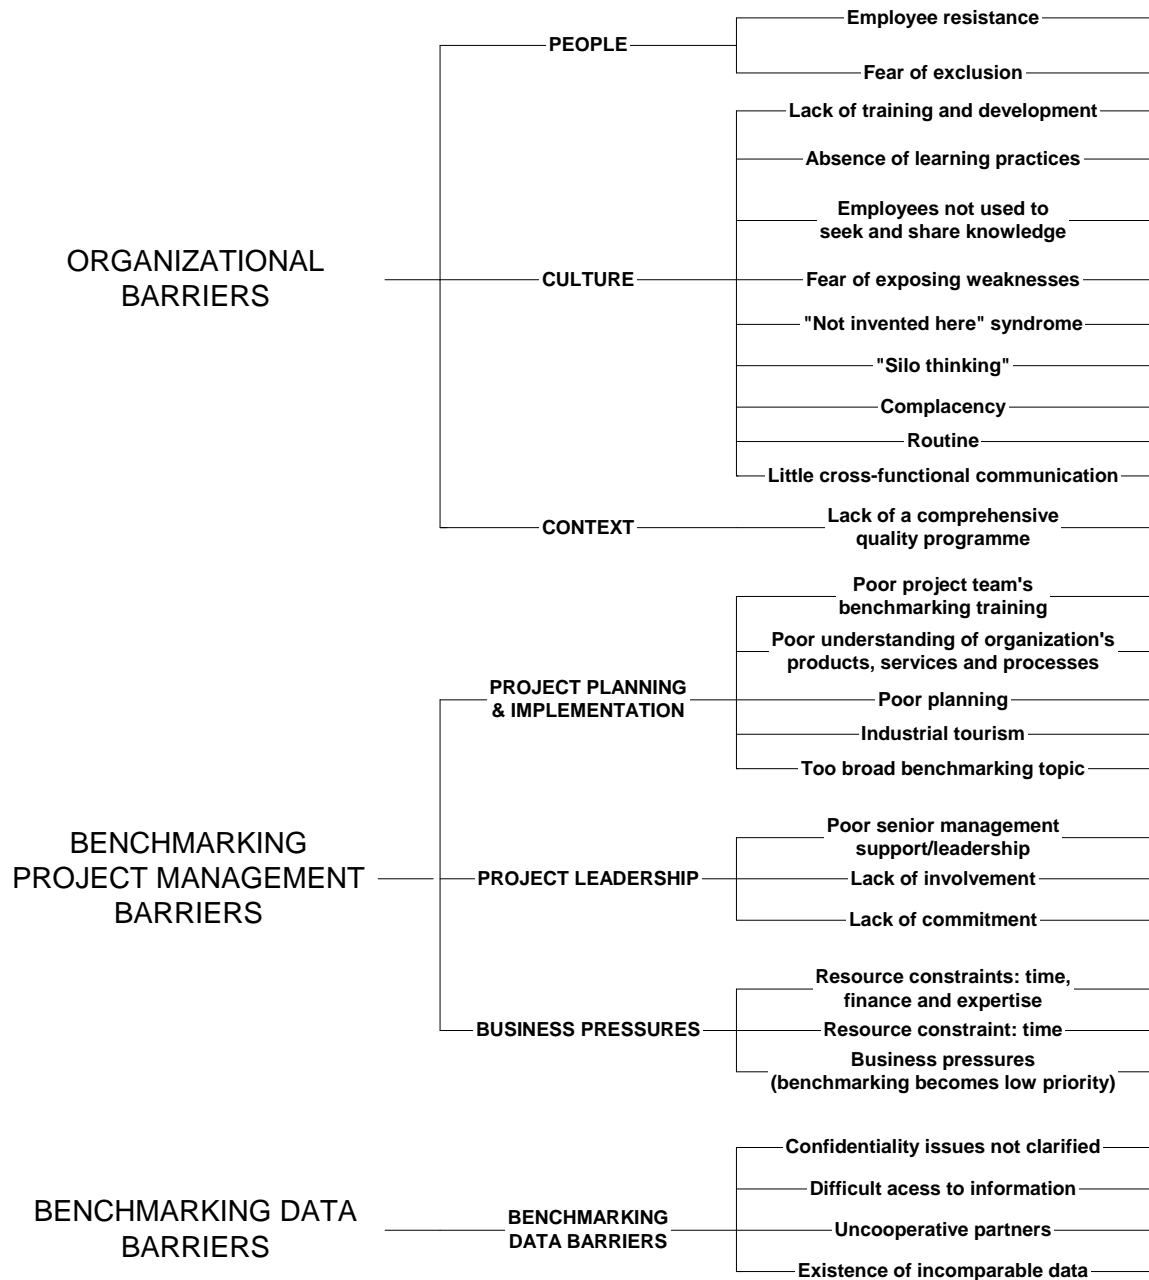 ORGANIZATIONAL
BARRIERS
PEOPLE
Employee resistance
Fear of exclusion
CULTURE
Lack of training and development
Absence of learning practices
Employees not used to
seek and share knowledge
Fear of exposing weaknesses
"Not invented here" syndrome
"Silo thinking"
Complacency
Routine
Little cross-functional communication
CONTEXT
Lack of a comprehensive
quality programme
BENCHMARKING
PROJECT MANAGEMENT
BARRIERS
PROJECT PLANNING
& IMPLEMENTATION
Poor project team's
benchmarking training
Poor understanding of organization's
products, services and processes
Poor planning
Industrial tourism
Too broad benchmarking topic
PROJECT LEADERSHIP
Poor senior management
support/leadership
Lack of involvement
Lack of commitment
BUSINESS PRESSURES
Resource constraints: time,
finance and expertise
Resource constraint: time
Business pressures
(benchmarking becomes low priority)
BENCHMARKING DATA
BARRIERS
BENCHMARKING
DATA BARRIERS
Confidentiality issues not clarified
Difficult acess to information
Uncooperative partners
Existence of incomparable data